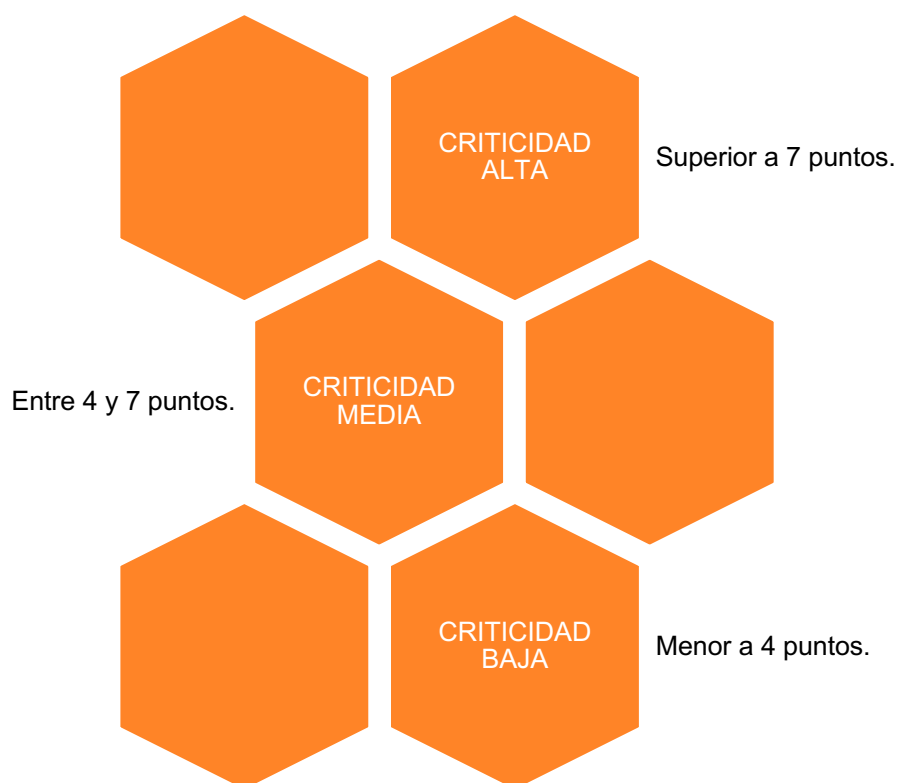 CRITICIDAD
ALTA
Superior a 7 puntos.
Entre 4 y 7 puntos.
CRITICIDAD
MEDIA
CRITICIDAD
BAJA
Menor a 4 puntos.